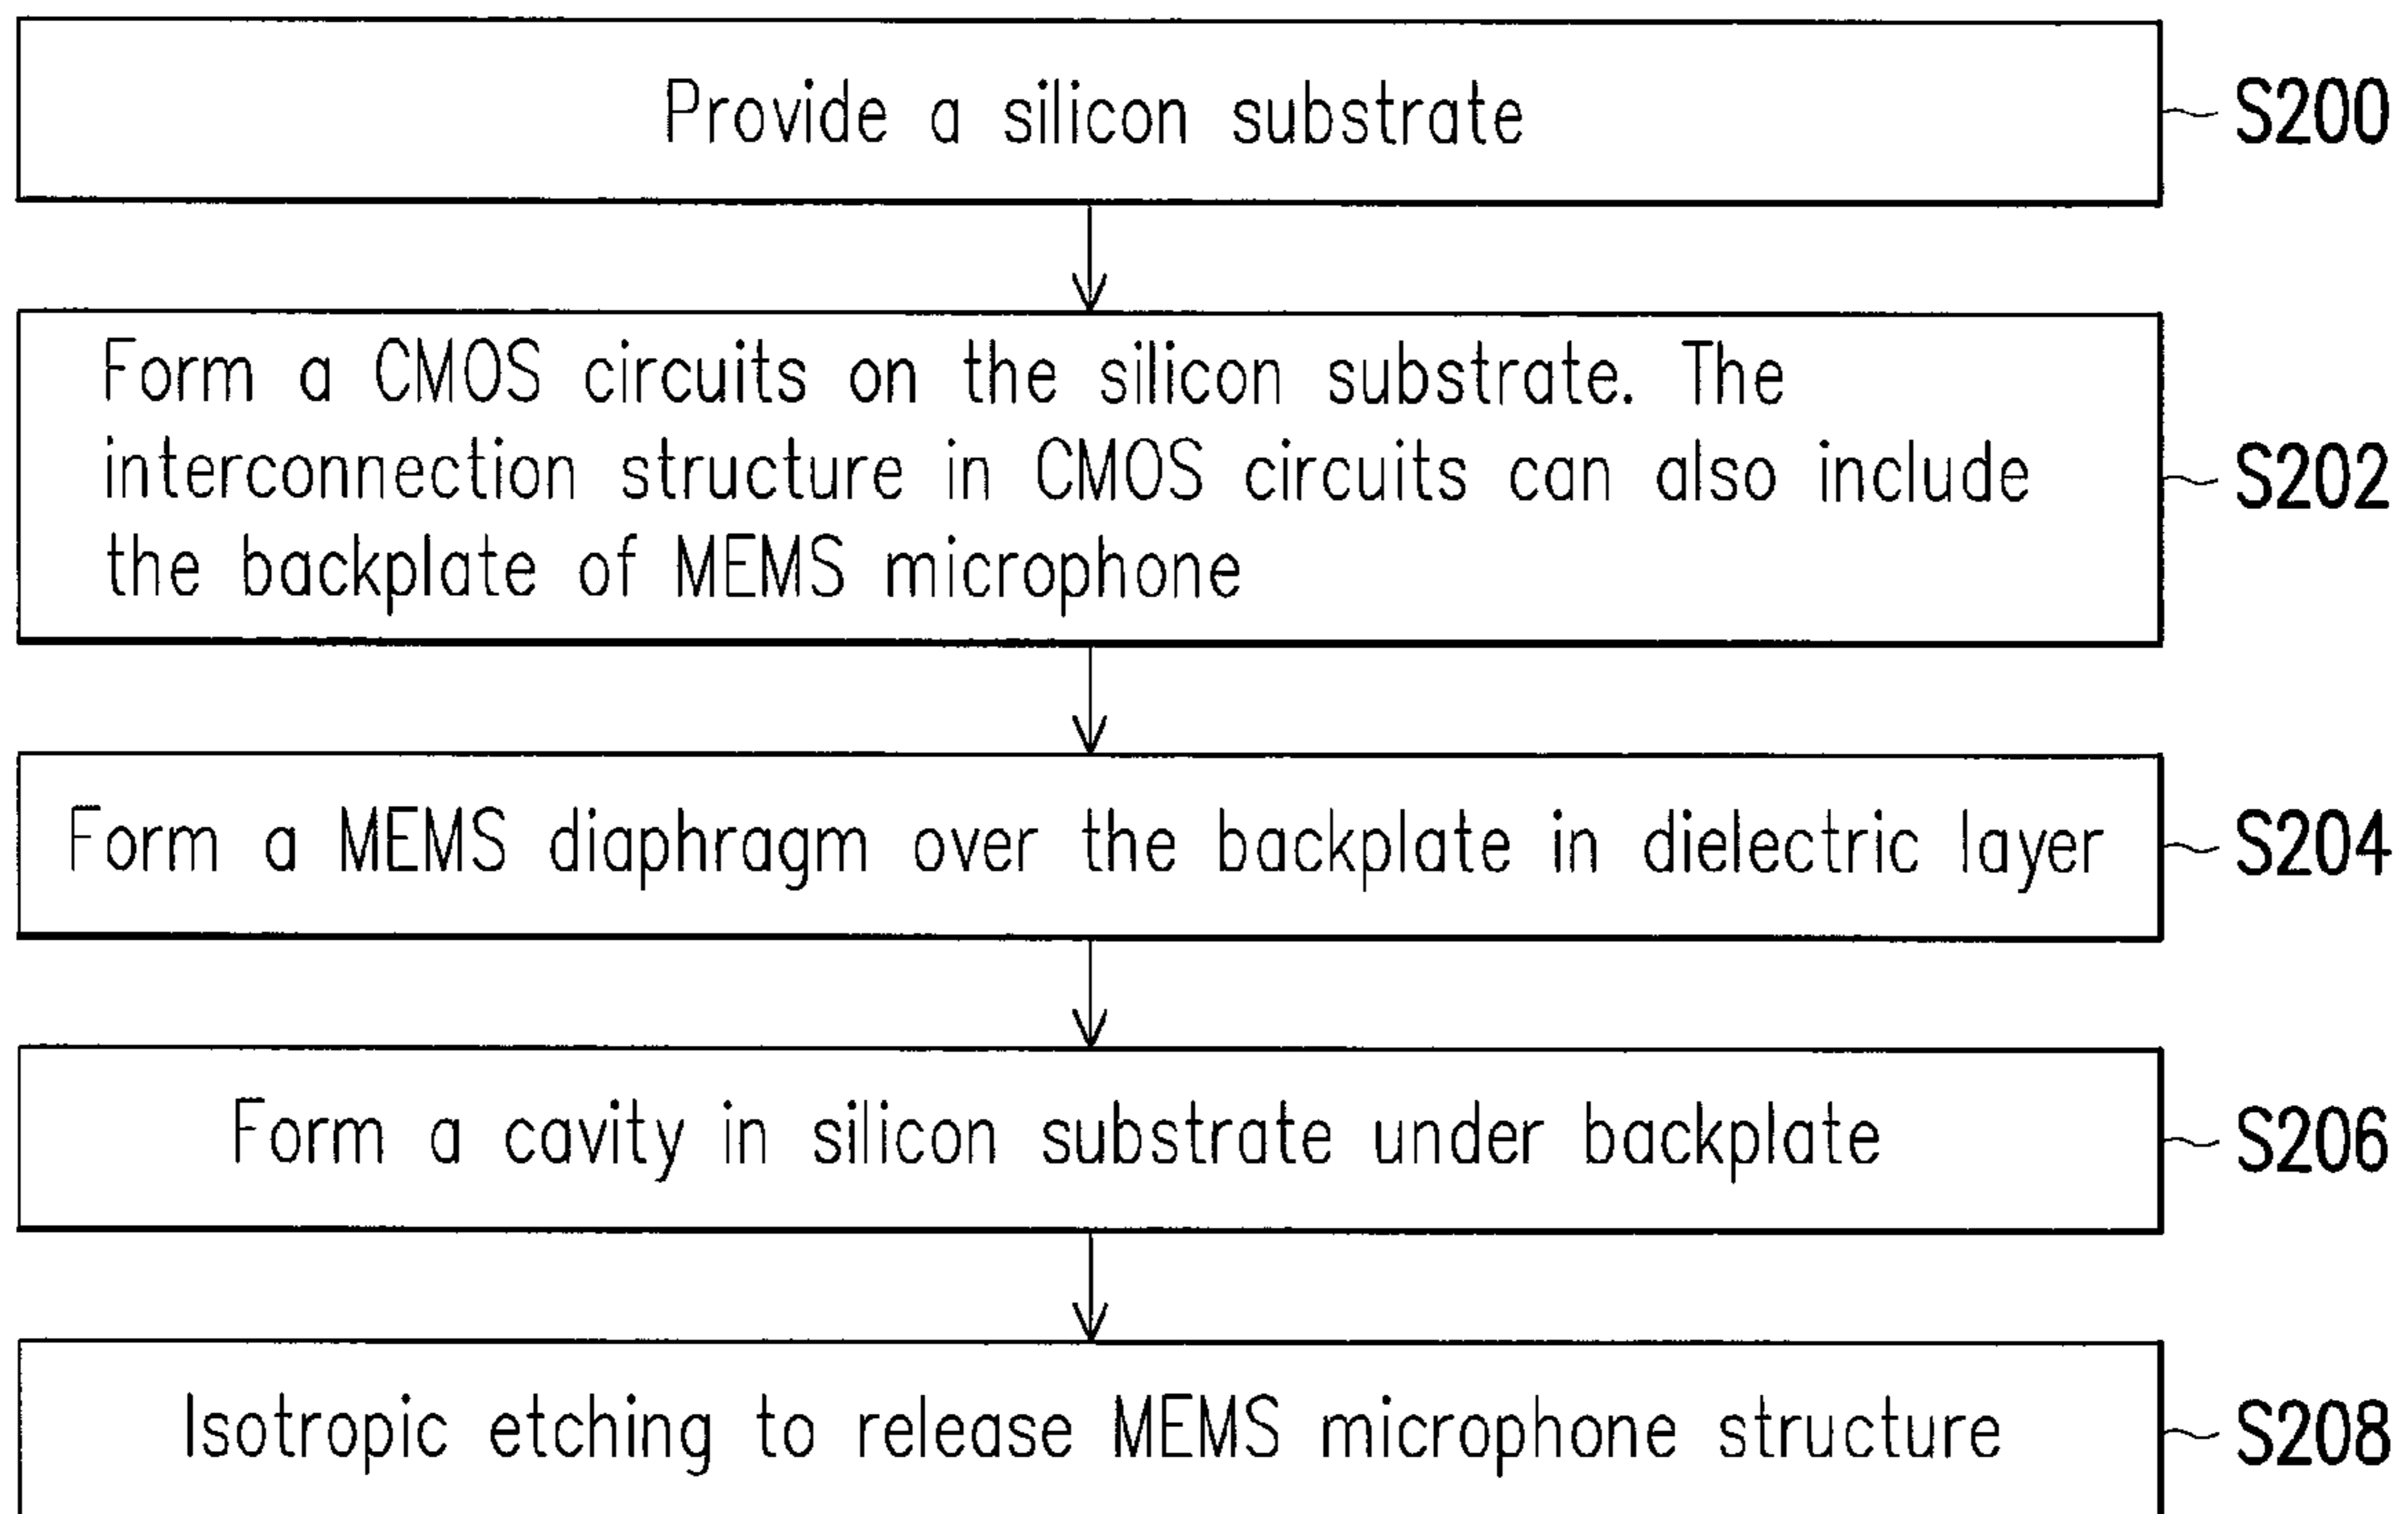 Provide a silicon substrate
S200
Form a CMOS circuits on the silicon substrate. The
interconnection structure in CMOS circuits can also include
the backplate of MEMS microphone
S202
Form a MEMS diaphragm over the backplate in dielectric layer
S204
Form a cavity in silicon substrate under backplate
S206
Isotropic etching to release MEMS microphone structure
S208